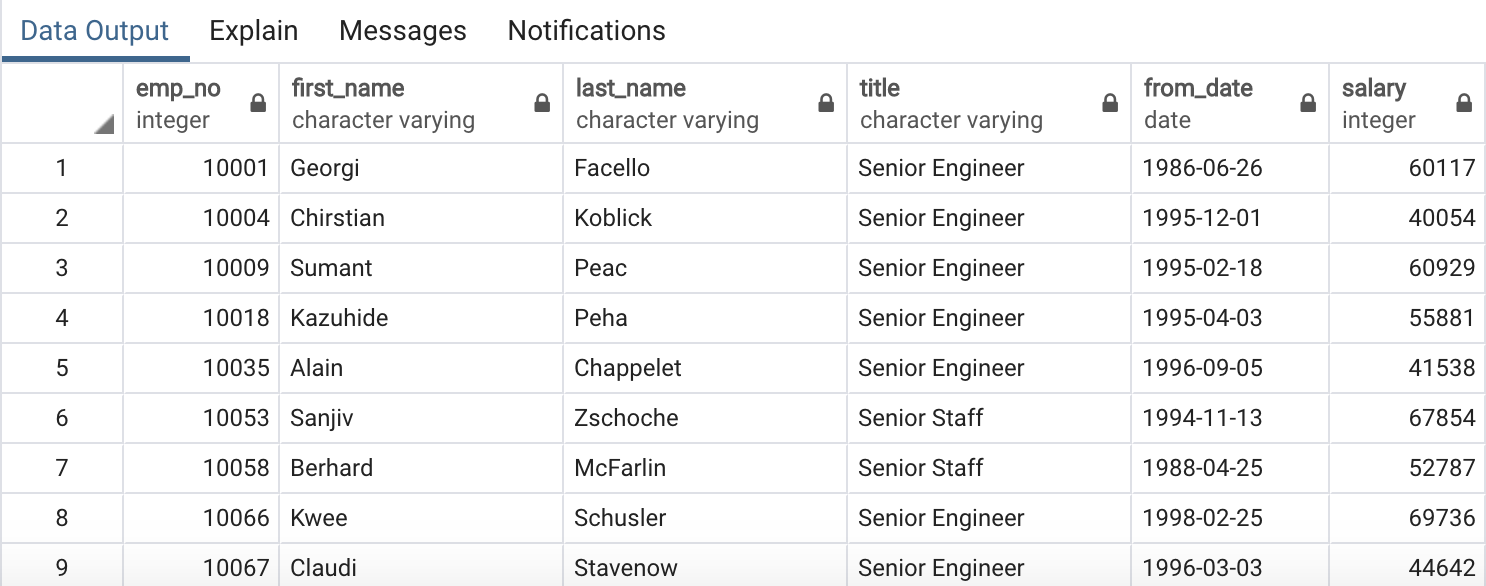 Data Output Explain Messages Notifications
emp_no first_name last_name title from_date salary
integer character varying character varying character varying date integer
1 10001 Georgi Facello Senior Engineer 1986-06-26 60117
2 10004 Chirstian Koblick Senior Engineer 1995-12-01 40054
3 10009 Sumant Peac Senior Engineer 1995-02-18 60929
4 10018 Kazuhide Peha Senior Engineer 1995-04-03 55881
5 10035 Alain Chappelet Senior Engineer 1996-09-05 41538
6 10053 Sanjiv Zschoche Senior Staff 1994-11-13 67854
7 10058 Berhard McFarlin Senior Staff 1988-04-25 52787
8 10066 Kwee Schusler Senior Engineer 1998-02-25 69736
9 10067 Claudi Stavenow Senior Engineer 1996-03-03 44642